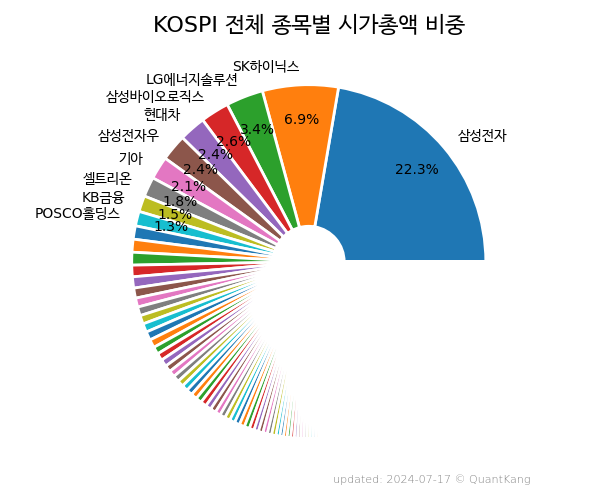 KOSPI 전체 종목별 시가총액 비중
삼성전자
22.3%
SK하이닉스
6.9%
LG에너지솔루션
3.4%
삼성바이오로직스
2.6%
현대차
2.4%
삼성전자우
2.4%
기아
2.1%
셀트리온
1.8%
KB금융
1.5%
POSCO홀딩스
1.3%
updated: 2024-07-17 © QuantKang